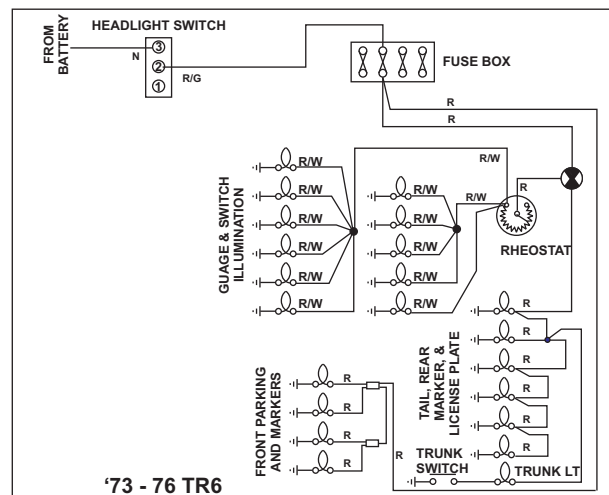 HEADLIGHT SWITCH
FROM
BATTERY
N
3
2
1
R/G
FUSE BOX
R
R
R/W
R/W
R
RHEOSTAT
GUAGE & SWITCH
ILLUMINATION
R/W
R/W
R/W
R/W
R/W
R/W
R/W
R/W
R/W
R/W
R/W
TAIL, REAR
MARKER, &
LICENSE PLATE
R
R
R
R
R
R
FRONT PARKING
AND MARKERS
R
R
R
R
R
TRUNK
SWITCH
TRUNK LT
'73 - 76 TR6